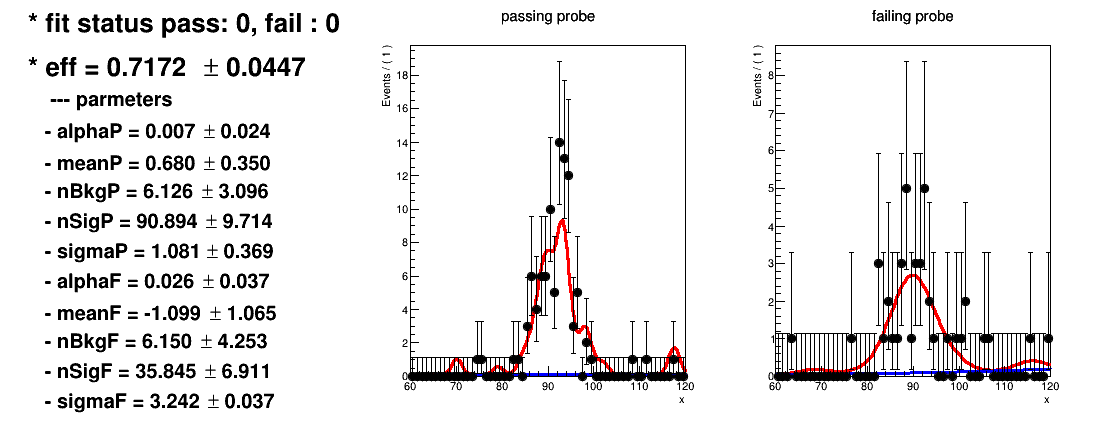 * fit status pass: 0, fail : 0
* eff = 0.7172 ± 0.0447
--- parmeters
- alphaP = 0.007 ± 0.024
- meanP = 0.680 ± 0.350
- nBkgP = 6.126 ± 3.096
- nSigP = 90.894 ± 9.714
- sigmaP = 1.081 ± 0.369
- alphaF = 0.026 ± 0.037
- meanF = -1.099 ± 1.065
- nBkgF = 6.150 ± 4.253
- nSigF = 35.845 ± 6.911
- sigmaF = 3.242 ± 0.037
passing probe
Events / ( 1 )
18
16
14
12
10
8
6
4
2
0
60 70 80 90 100 110 120
x
failing probe
Events / ( 1 )
8
7
6
5
4
3
2
1
0
60 70 80 90 100 110 120
x